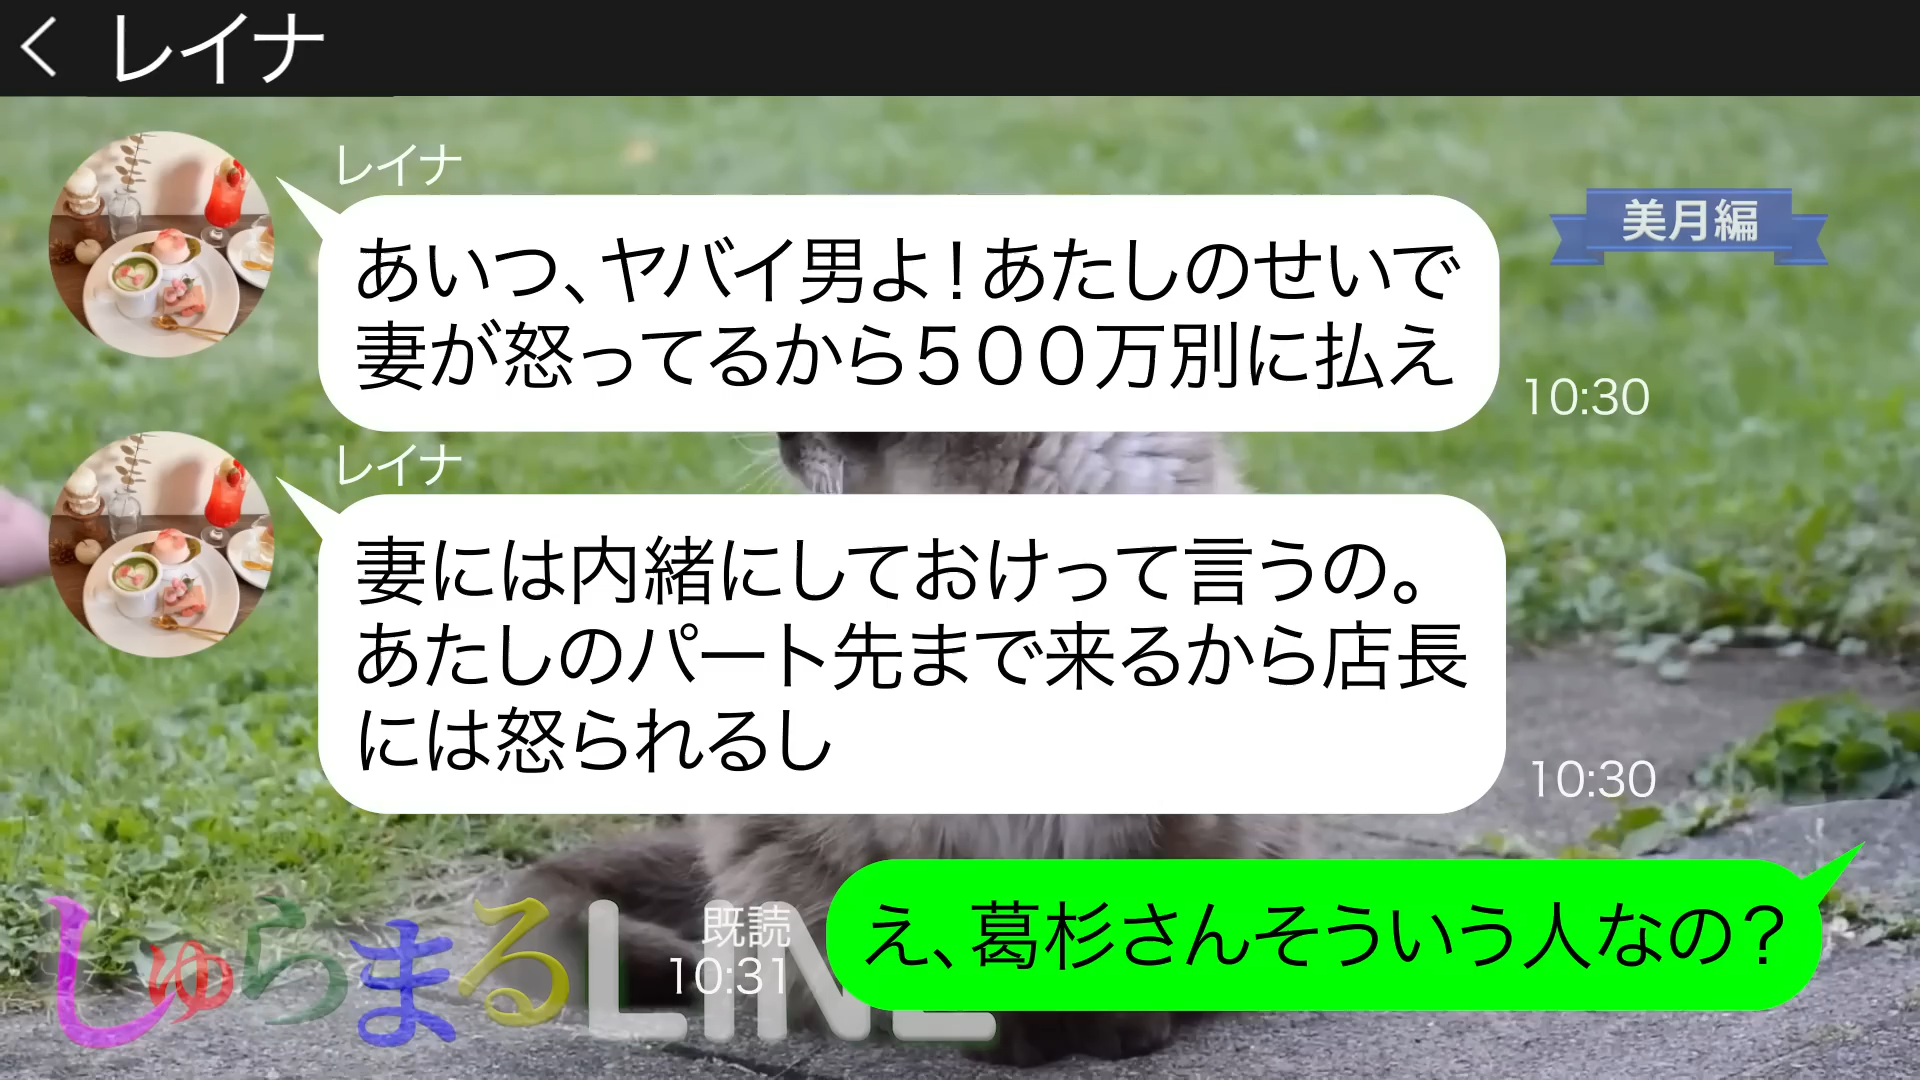 レイナ
レイナ
美月編
あいつ、ヤバイ男よ！あたしのせいで
妻が怒ってるから５００万別に払え
10:30
レイナ
妻には内緒にしておけって言うの。
あたしのパート先まで来るから店長
には怒られるし
10:30
既読
10:31
え、葛杉さんそういう人なの？
しゅらまるLINE